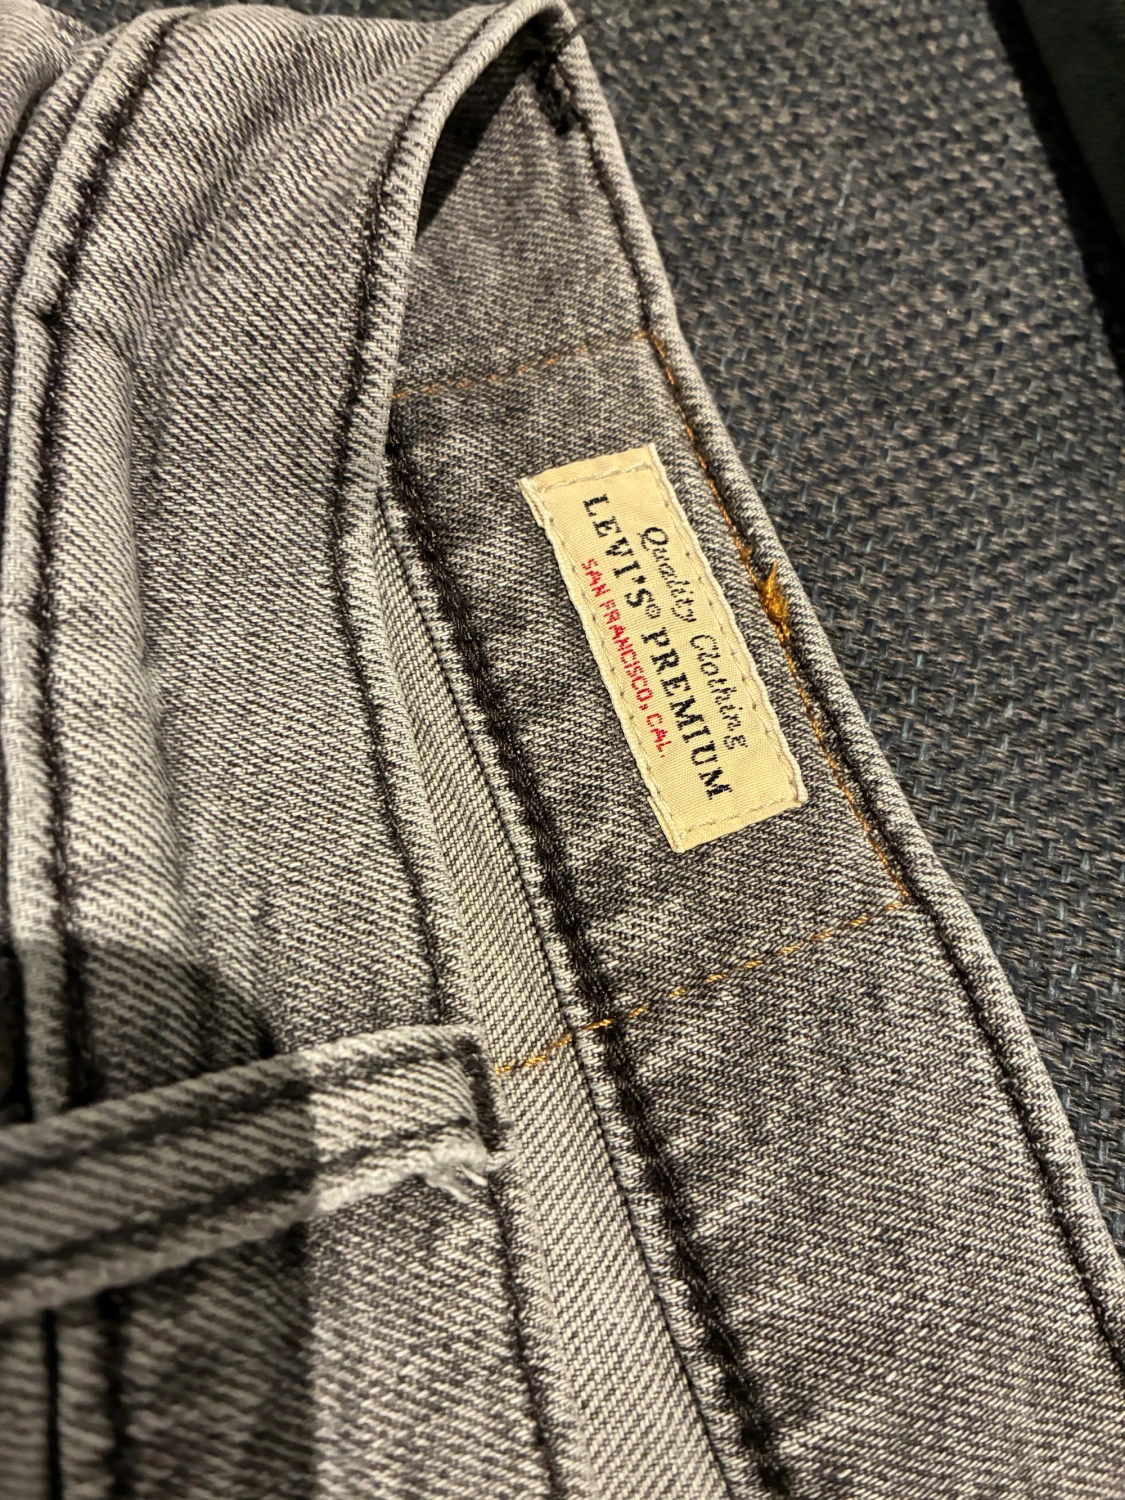 Quality Clothing
LEVI'S® PREMIUM
SAN FRANCISCO, CAL.